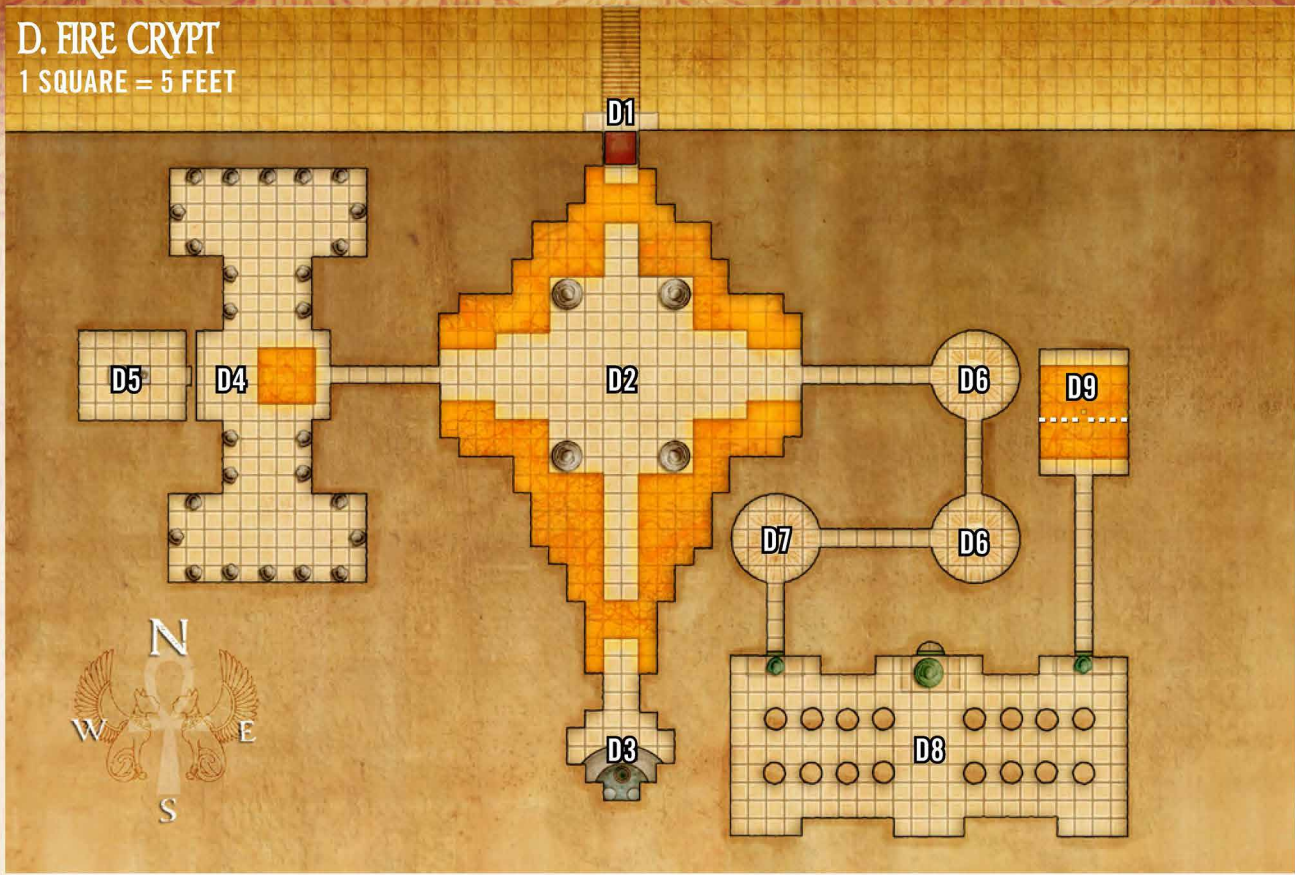 D. FIRE CRYPT
1 SQUARE = 5 FEET
D1
D5
D4
D2
D6
D9
D7
D6
D3
D8
N
W
E
S